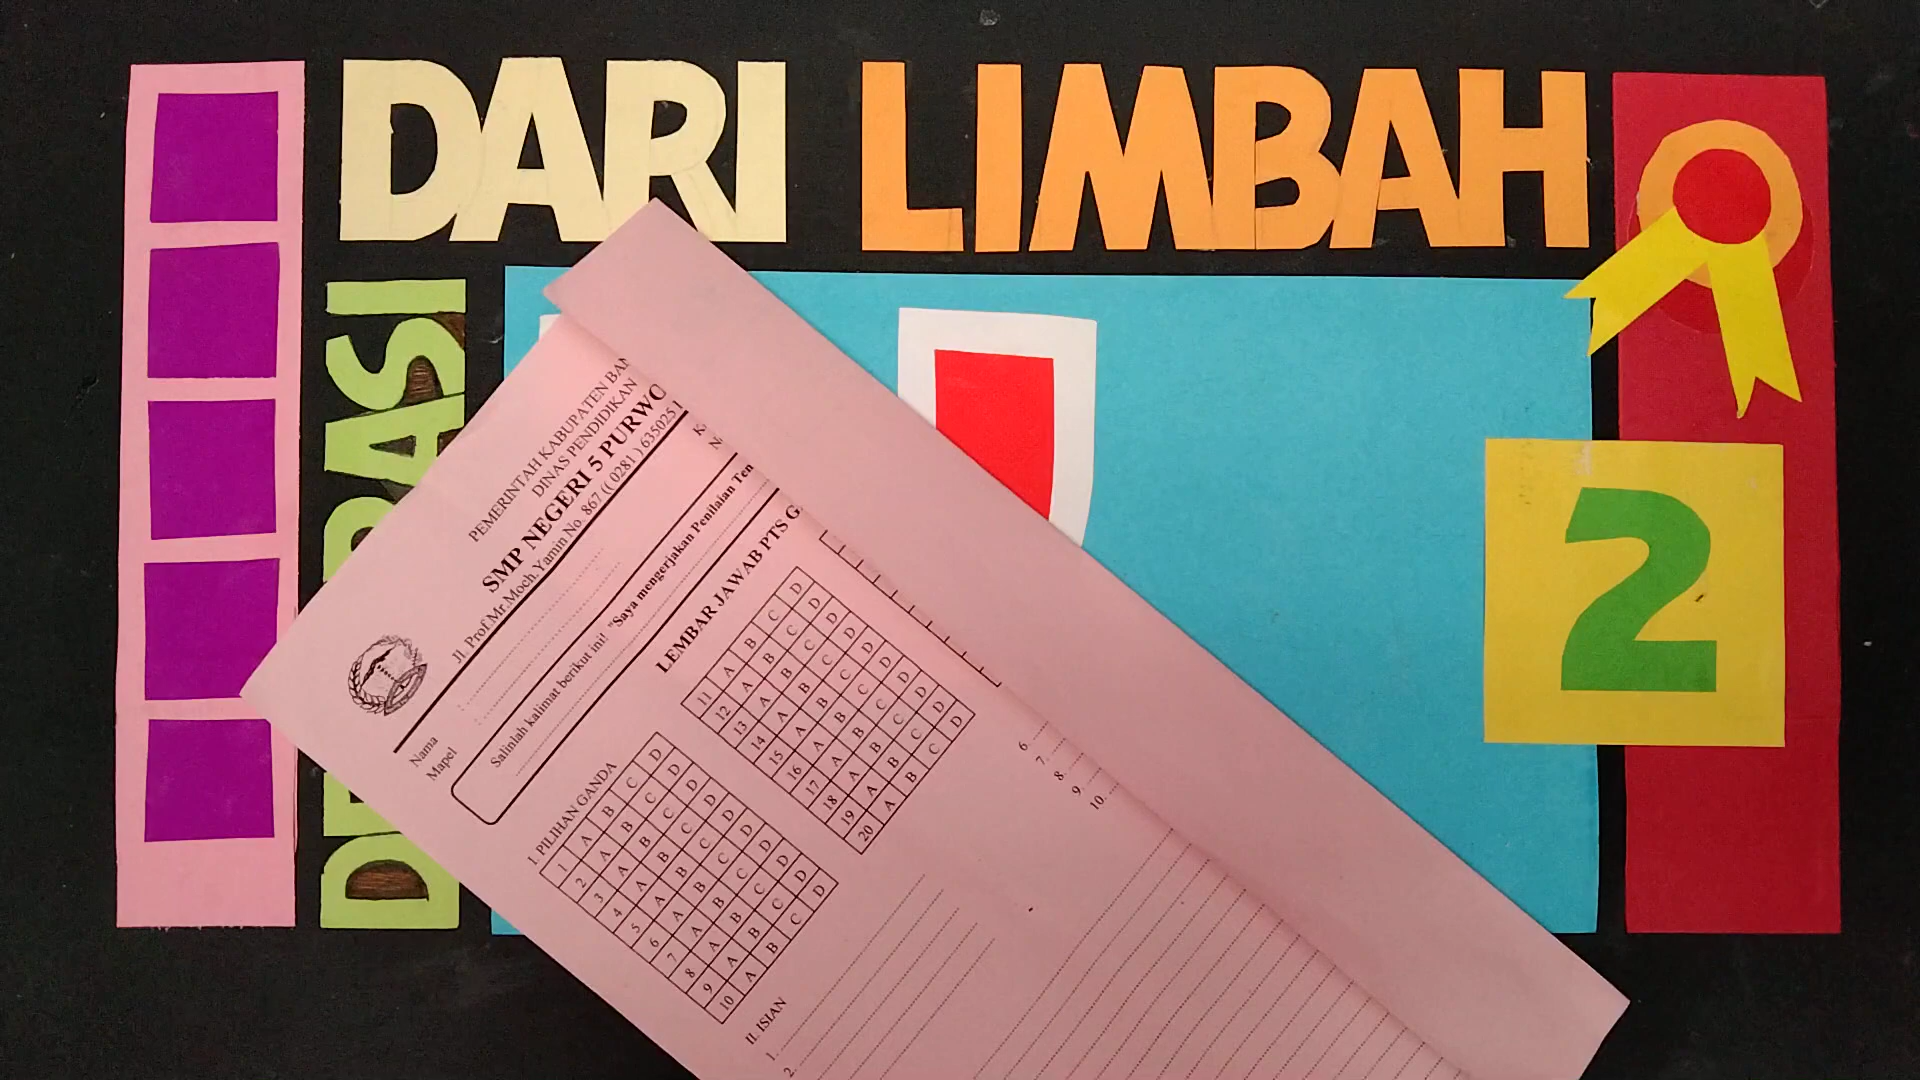 DARI LIMBAH
PEMERINTAH KABUPATEN BAN
DINAS PENDIDIKAN
SMP NEGERI 5 PURWO
Jl. Prof.Mr.Moch.Yamin No. 867 (( 0281 ) 635025
Nama
Mapel
Salinlah kalimat berikut ini! "Saya mengerjakan Penilaian Ten
LEMBAR JAWAB PTS G
I. PILIHAN GANDA
1 A B C D
2 A B C D
3 A B C D
4 A B C D
5 A B C D
6 A B C D
7 A B C D
8 A B C D
9 A B C D
10 A B C D
11 A B C D
12 A B C D
13 A B C D
14 A B C D
15 A B C D
16 A B C D
17 A B C D
18 A B C D
19 A B C D
20 A B C D
II. ISIAN
1.
2.
6.
7.
8.
9.
10.
2